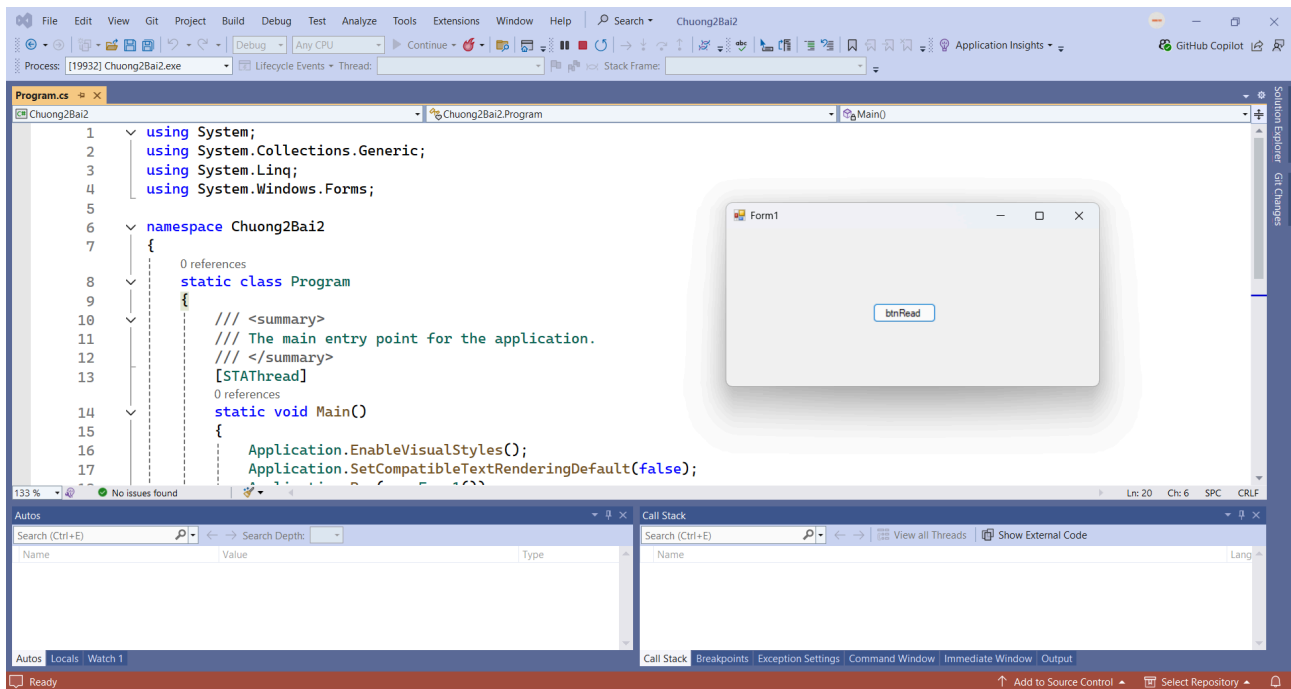 File Edit View Git Project Build Debug Test Analyze Tools Extensions Window Help Search Chuong2Bai2
Debug Any CPU Continue Application Insights GitHub Copilot
Process: [19932] Chuong2Bai2.exe Lifecycle Events Thread: Stack Frame:
Program.cs
Chuong2Bai2 Chuong2Bai2.Program Main()
1 using System;
2 using System.Collections.Generic;
3 using System.Linq;
4 using System.Windows.Forms;
5
6 namespace Chuong2Bai2
7 {
0 references
8 static class Program
9 {
10 /// <summary>
11 /// The main entry point for the application.
12 /// </summary>
13 [STAThread]
0 references
14 static void Main()
15 {
16 Application.EnableVisualStyles();
17 Application.SetCompatibleTextRenderingDefault(false);
Form1
btnRead
Solution Explorer
Git Changes
133 % No issues found Ln: 20 Ch: 6 SPC CRLF
Autos
Search (Ctrl+E) Search Depth:
Name Value Type
Autos Locals Watch 1
Call Stack
Search (Ctrl+E) View all Threads Show External Code
Name Lang
Call Stack Breakpoints Exception Settings Command Window Immediate Window Output
Ready Add to Source Control Select Repository